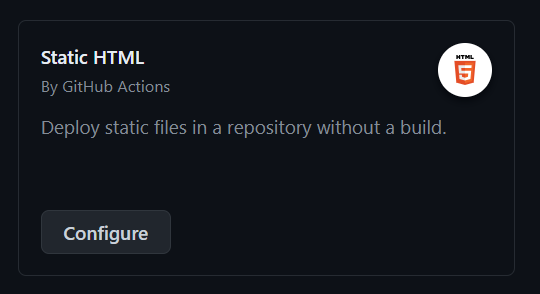 Static HTML
HTML
5
By GitHub Actions
Deploy static files in a repository without a build.
Configure